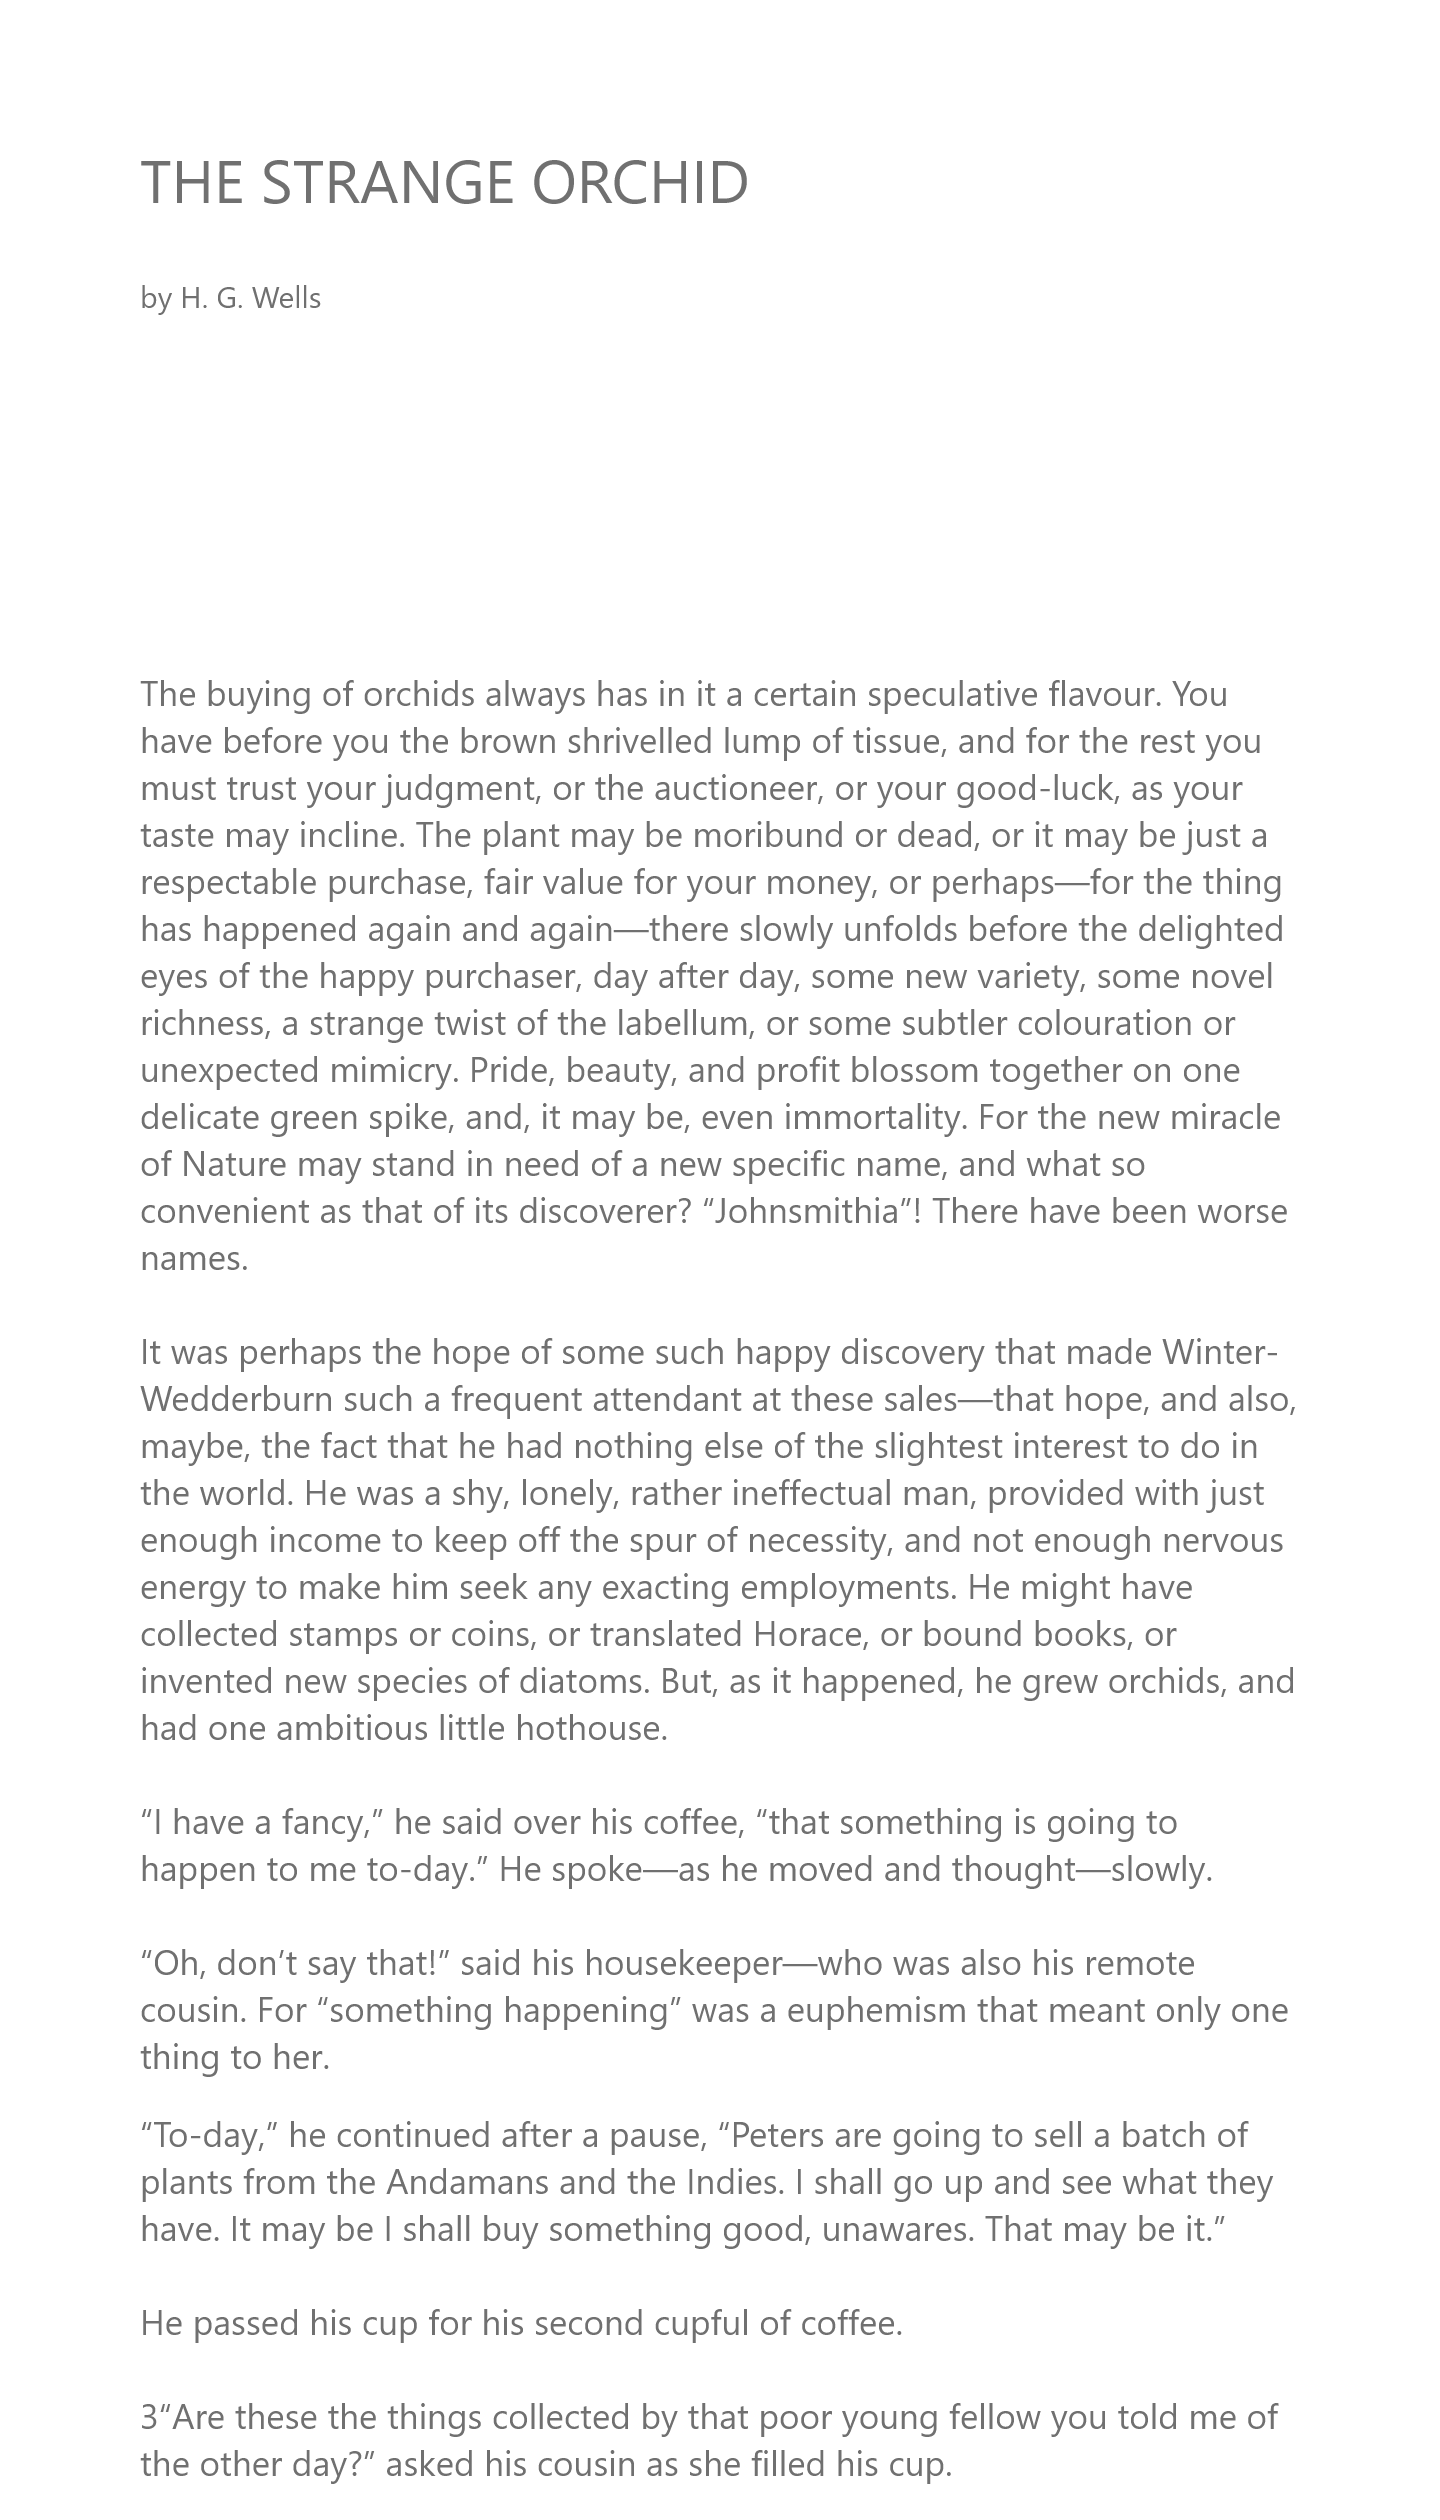 THE STRANGE ORCHID
by H. G. Wells
The buying of orchids always has in it a certain speculative flavour. You
have before you the brown shrivelled lump of tissue, and for the rest you
must trust your judgment, or the auctioneer, or your good-luck, as your
taste may incline. The plant may be moribund or dead, or it may be just a
respectable purchase, fair value for your money, or perhaps—for the thing
has happened again and again—there slowly unfolds before the delighted
eyes of the happy purchaser, day after day, some new variety, some novel
richness, a strange twist of the labellum, or some subtler colouration or
unexpected mimicry. Pride, beauty, and profit blossom together on one
delicate green spike, and, it may be, even immortality. For the new miracle
of Nature may stand in need of a new specific name, and what so
convenient as that of its discoverer? “Johnsmithia”! There have been worse
names.
It was perhaps the hope of some such happy discovery that made Winter-
Wedderburn such a frequent attendant at these sales—that hope, and also,
maybe, the fact that he had nothing else of the slightest interest to do in
the world. He was a shy, lonely, rather ineffectual man, provided with just
enough income to keep off the spur of necessity, and not enough nervous
energy to make him seek any exacting employments. He might have
collected stamps or coins, or translated Horace, or bound books, or
invented new species of diatoms. But, as it happened, he grew orchids, and
had one ambitious little hothouse.
“I have a fancy,” he said over his coffee, “that something is going to
happen to me to-day.” He spoke—as he moved and thought—slowly.
“Oh, don’t say that!” said his housekeeper—who was also his remote
cousin. For “something happening” was a euphemism that meant only one
thing to her.
“To-day,” he continued after a pause, “Peters are going to sell a batch of
plants from the Andamans and the Indies. I shall go up and see what they
have. It may be I shall buy something good, unawares. That may be it.”
He passed his cup for his second cupful of coffee.
3“Are these the things collected by that poor young fellow you told me of
the other day?” asked his cousin as she filled his cup.